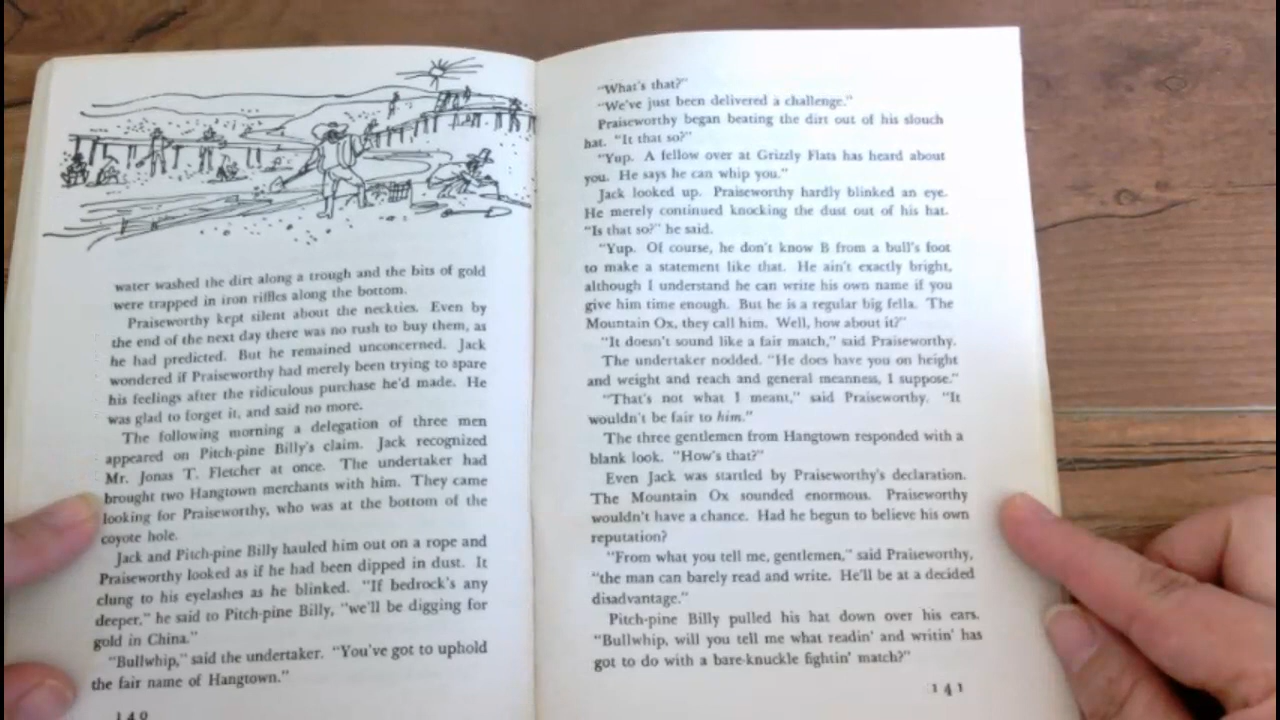 water washed the dirt along a trough and the bits of gold
were trapped in iron riffles along the bottom.
Praiseworthy kept silent about the neckties. Even by
the end of the next day there was no rush to buy them, as
he had predicted. But he remained unconcerned. Jack
wondered if Praiseworthy had merely been trying to spare
his feelings after the ridiculous purchase he'd made. He
was glad to forget it, and said no more.
The following morning a delegation of three men
appeared on Pitch-pine Billy's claim. Jack recognized
Mr. Jonas T. Fletcher at once. The undertaker had
brought two Hangtown merchants with him. They came
looking for Praiseworthy, who was at the bottom of the
coyote hole.
Jack and Pitch-pine Billy hauled him out on a rope and
Praiseworthy looked as if he had been dipped in dust. It
clung to his eyelashes as he blinked. "If bedrock's any
deeper," he said to Pitch-pine Billy, "we'll be digging for
gold in China."
"Bullwhip," said the undertaker. "You've got to uphold
the fair name of Hangtown."
140
"What's that?"
"We've just been delivered a challenge."
Praiseworthy began beating the dirt out of his slouch
hat. "It that so?"
"Yup. A fellow over at Grizzly Flats has heard about
you. He says he can whip you."
Jack looked up. Praiseworthy hardly blinked an eye.
He merely continued knocking the dust out of his hat.
"Is that so?" he said.
"Yup. Of course, he don't know B from a bull's foot
to make a statement like that. He ain't exactly bright,
although I understand he can write his own name if you
give him time enough. But he is a regular big fella. The
Mountain Ox, they call him. Well, how about it?"
"It doesn't sound like a fair match," said Praiseworthy.
The undertaker nodded. "He does have you on height
and weight and reach and general meanness, I suppose."
"That's not what I meant," said Praiseworthy. "It
wouldn't be fair to him."
The three gentlemen from Hangtown responded with a
blank look. "How's that?"
Even Jack was startled by Praiseworthy's declaration.
The Mountain Ox sounded enormous. Praiseworthy
wouldn't have a chance. Had he begun to believe his own
reputation?
"From what you tell me, gentlemen," said Praiseworthy,
"the man can barely read and write. He'll be at a decided
disadvantage."
Pitch-pine Billy pulled his hat down over his ears.
"Bullwhip, will you tell me what readin' and writin' has
got to do with a bare-knuckle fightin' match?"
141